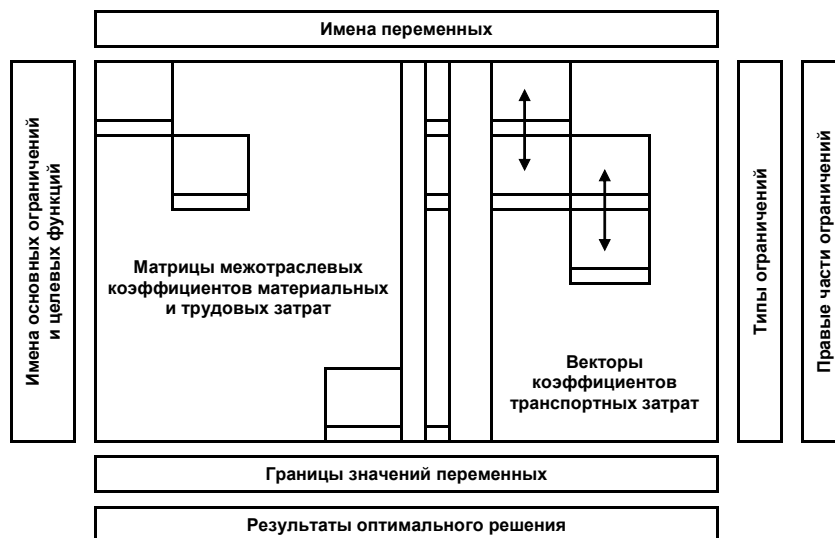 Имена переменных
Имена основных ограничений
и целевых функций
Матрицы межотраслевых
коэффициентов материальных
и трудовых затрат
Векторы
коэффициентов
транспортных затрат
Типы ограничений
Правые части ограничений
Границы значений переменных
Результаты оптимального решения